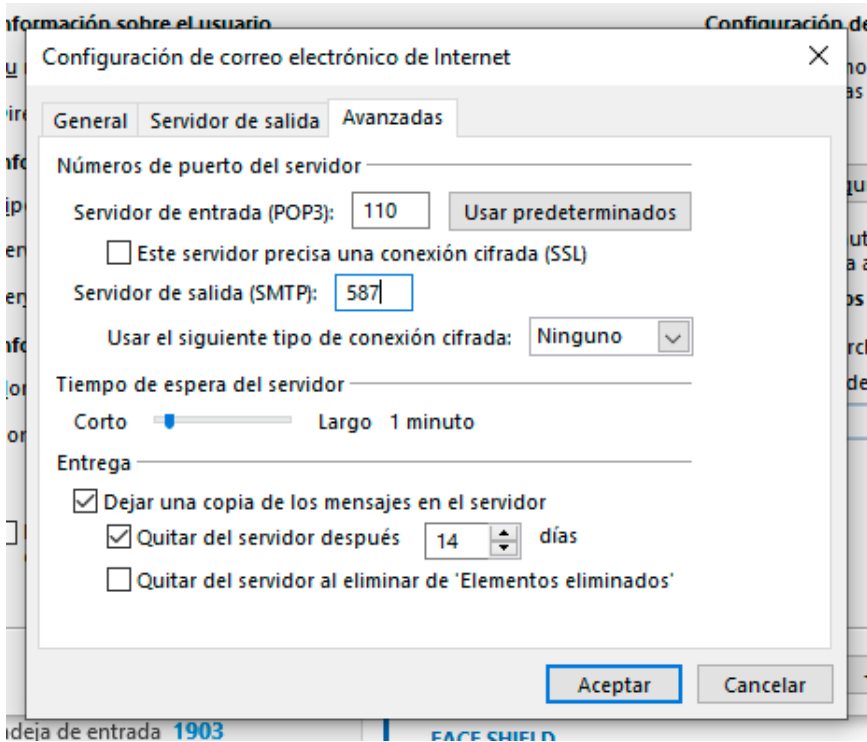 nformación sobre el usuario
Configuración de
Configuración de correo electrónico de Internet
General Servidor de salida Avanzadas
Números de puerto del servidor
Servidor de entrada (POP3): 110 Usar predeterminados
Este servidor precisa una conexión cifrada (SSL)
Servidor de salida (SMTP): 587
Usar el siguiente tipo de conexión cifrada: Ninguno
Tiempo de espera del servidor
Corto Largo 1 minuto
Entrega
Dejar una copia de los mensajes en el servidor
Quitar del servidor después 14 días
Quitar del servidor al eliminar de 'Elementos eliminados'
Aceptar Cancelar
deja de entrada 1903
FACE SHIELD